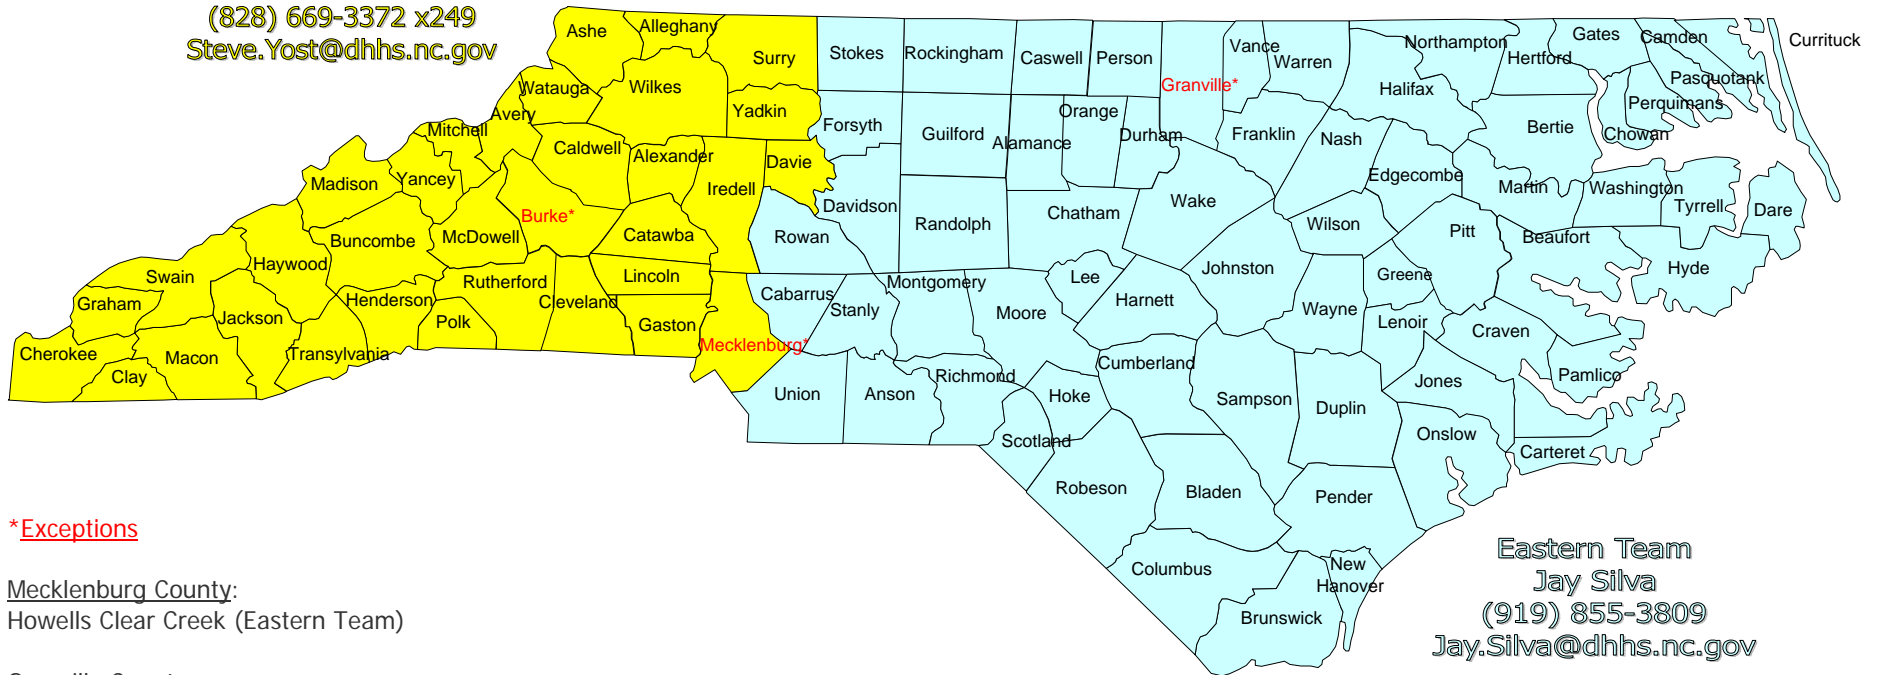 (828) 669-3372 x249
Steve.Yost@dhhs.nc.gov
Ashe
Alleghany
Surry
Stokes
Rockingham
Caswell
Person
Granville*
Vance
Warren
Northampton
Hertford
Gates
Camden
Currituck
Pasquotank
Perquimans
Chowan
Halifax
Bertie
Watauga
Wilkes
Yadkin
Forsyth
Guilford
Alamance
Orange
Durham
Franklin
Nash
Edgecombe
Martin
Washington
Tyrrell
Dare
Avery
Mitchell
Caldwell
Alexander
Davie
Iredell
Madison
Yancey
Burke*
McDowell
Buncombe
Catawba
Rowan
Davidson
Randolph
Chatham
Wake
Wilson
Pitt
Beaufort
Hyde
Haywood
Swain
Graham
Jackson
Rutherford
Cleveland
Lincoln
Henderson
Polk
Gaston
Cabarrus
Stanly
Montgomery
Moore
Lee
Harnett
Johnston
Greene
Wayne
Lenoir
Craven
Cherokee
Clay
Macon
Transylvania
Mecklenburg*
Union
Anson
Richmond
Hoke
Cumberland
Sampson
Duplin
Jones
Pamlico
Scotland
Onslow
Carteret
Robeson
Bladen
Pender
Columbus
New
Hanover
Brunswick
*Exceptions
Mecklenburg County:
Howells Clear Creek (Eastern Team)
Eastern Team
Jay Silva
(919) 855-3809
Jay.Silva@dhhs.nc.gov